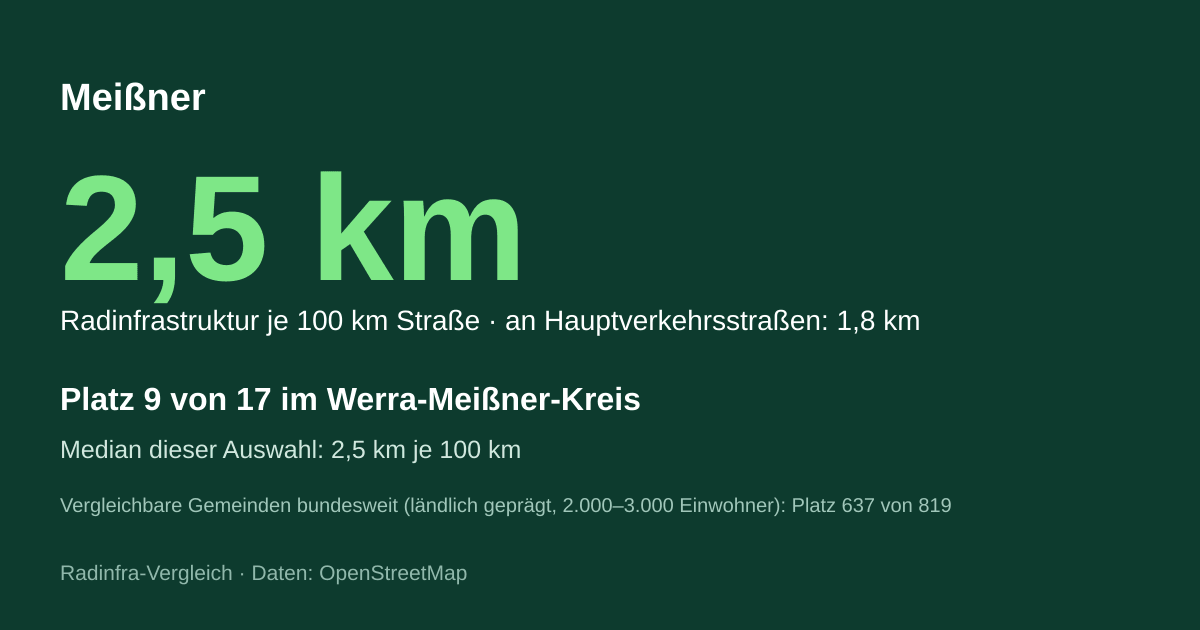 Meißner
2,5 km
Radinfrastruktur je 100 km Straße · an Hauptverkehrsstraßen: 1,8 km
Platz 9 von 17 im Werra-Meißner-Kreis
Median dieser Auswahl: 2,5 km je 100 km
Vergleichbare Gemeinden bundesweit (ländlich geprägt, 2.000–3.000 Einwohner): Platz 637 von 819
Radinfra-Vergleich · Daten: OpenStreetMap